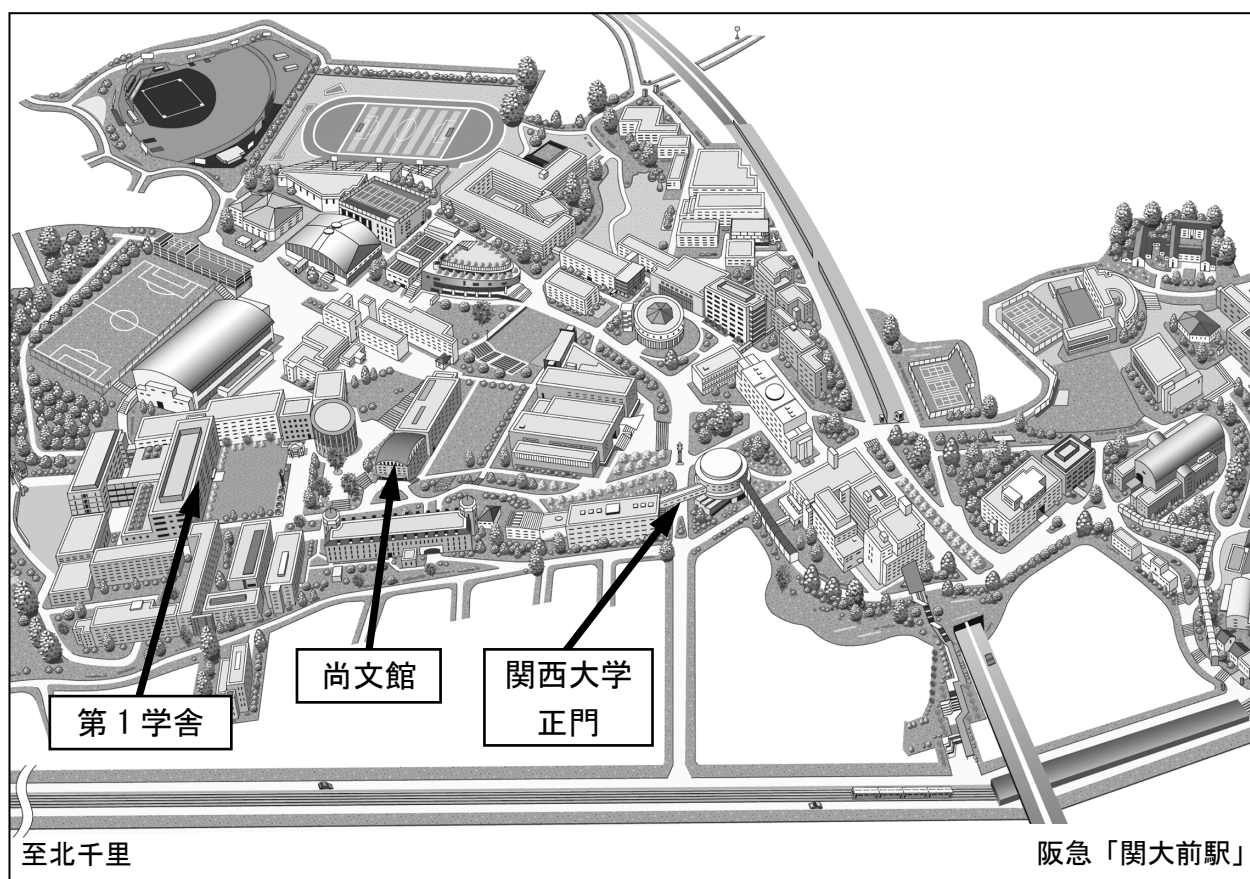 尚文館
関西大学
正門
第1学舎
至北千里
阪急「関大前駅」